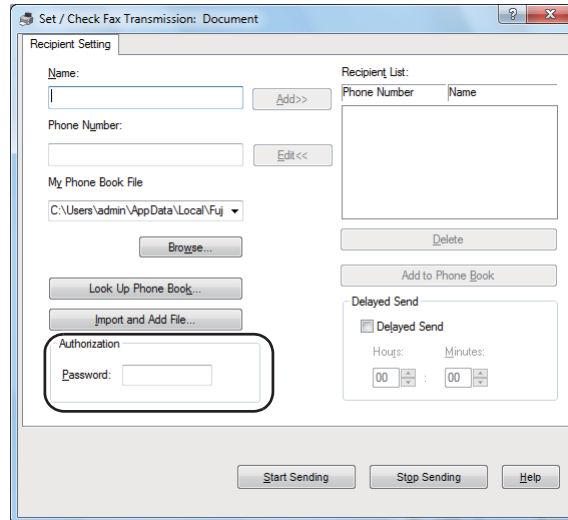 Set / Check Fax Transmission: Document
Recipient Setting
Name:
Add>>
Phone Number:
Edit<<
My Phone Book File
C:\Users\admin\AppData\Local\Fuj
Browse...
Look Up Phone Book...
Import and Add File...
Authorization
Password:
Recipient List:
Phone Number Name
Delete
Add to Phone Book
Delayed Send
Delayed Send
Hours: Minutes:
00 : 00
Start Sending Stop Sending Help